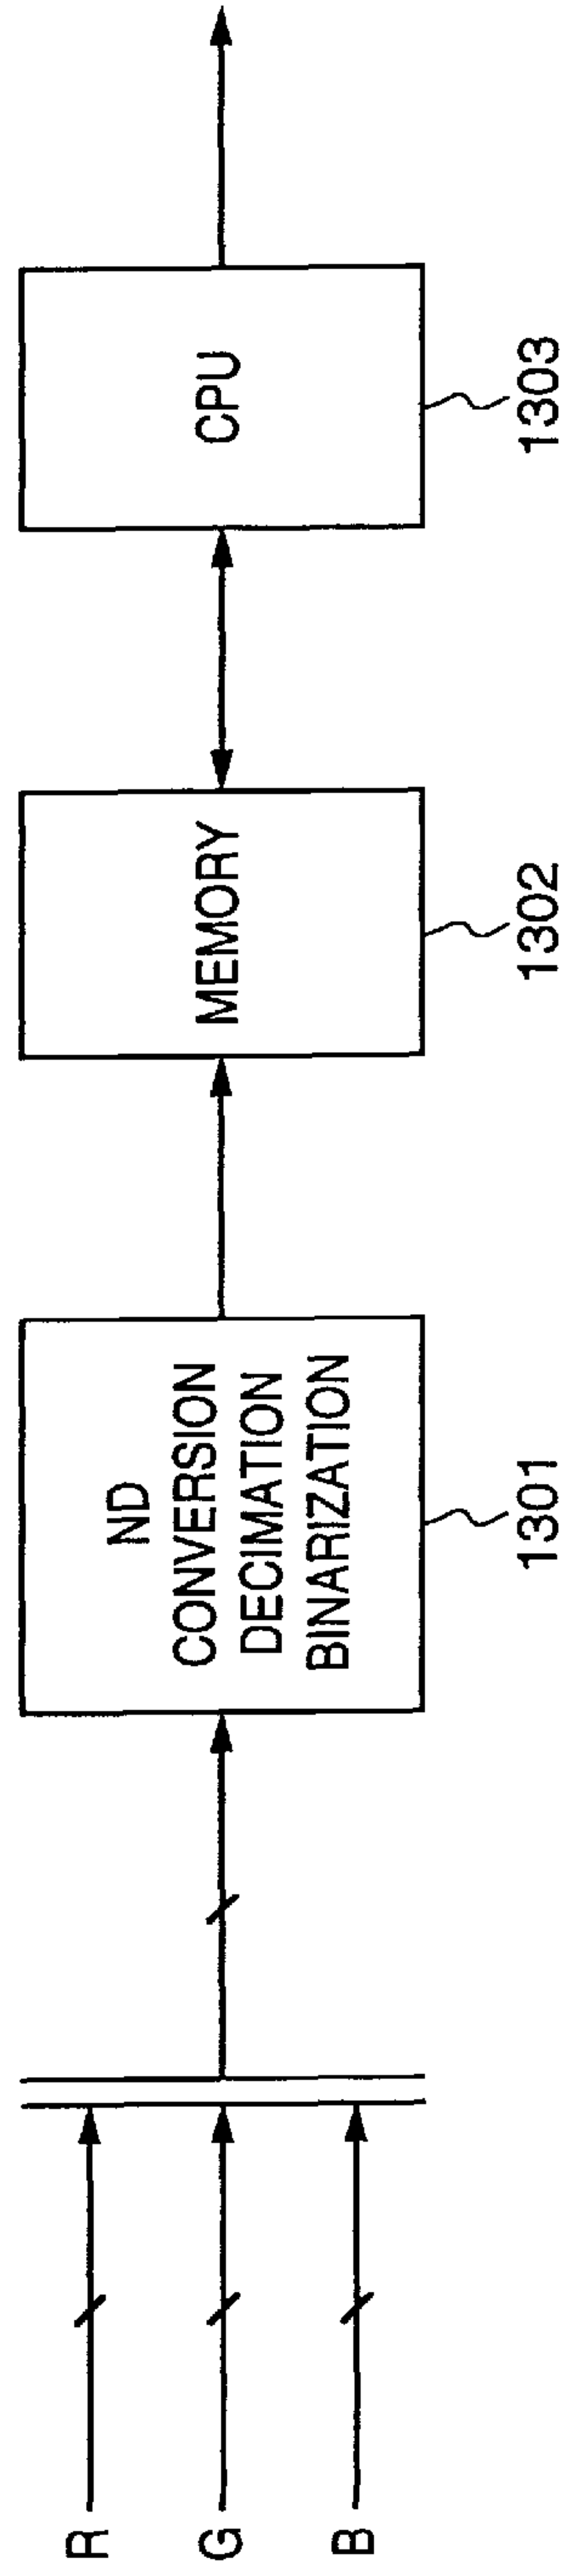 R
G
B
ND
CONVERSION
DECIMATION
BINARIZATION
1301
MEMORY
1302
CPU
1303